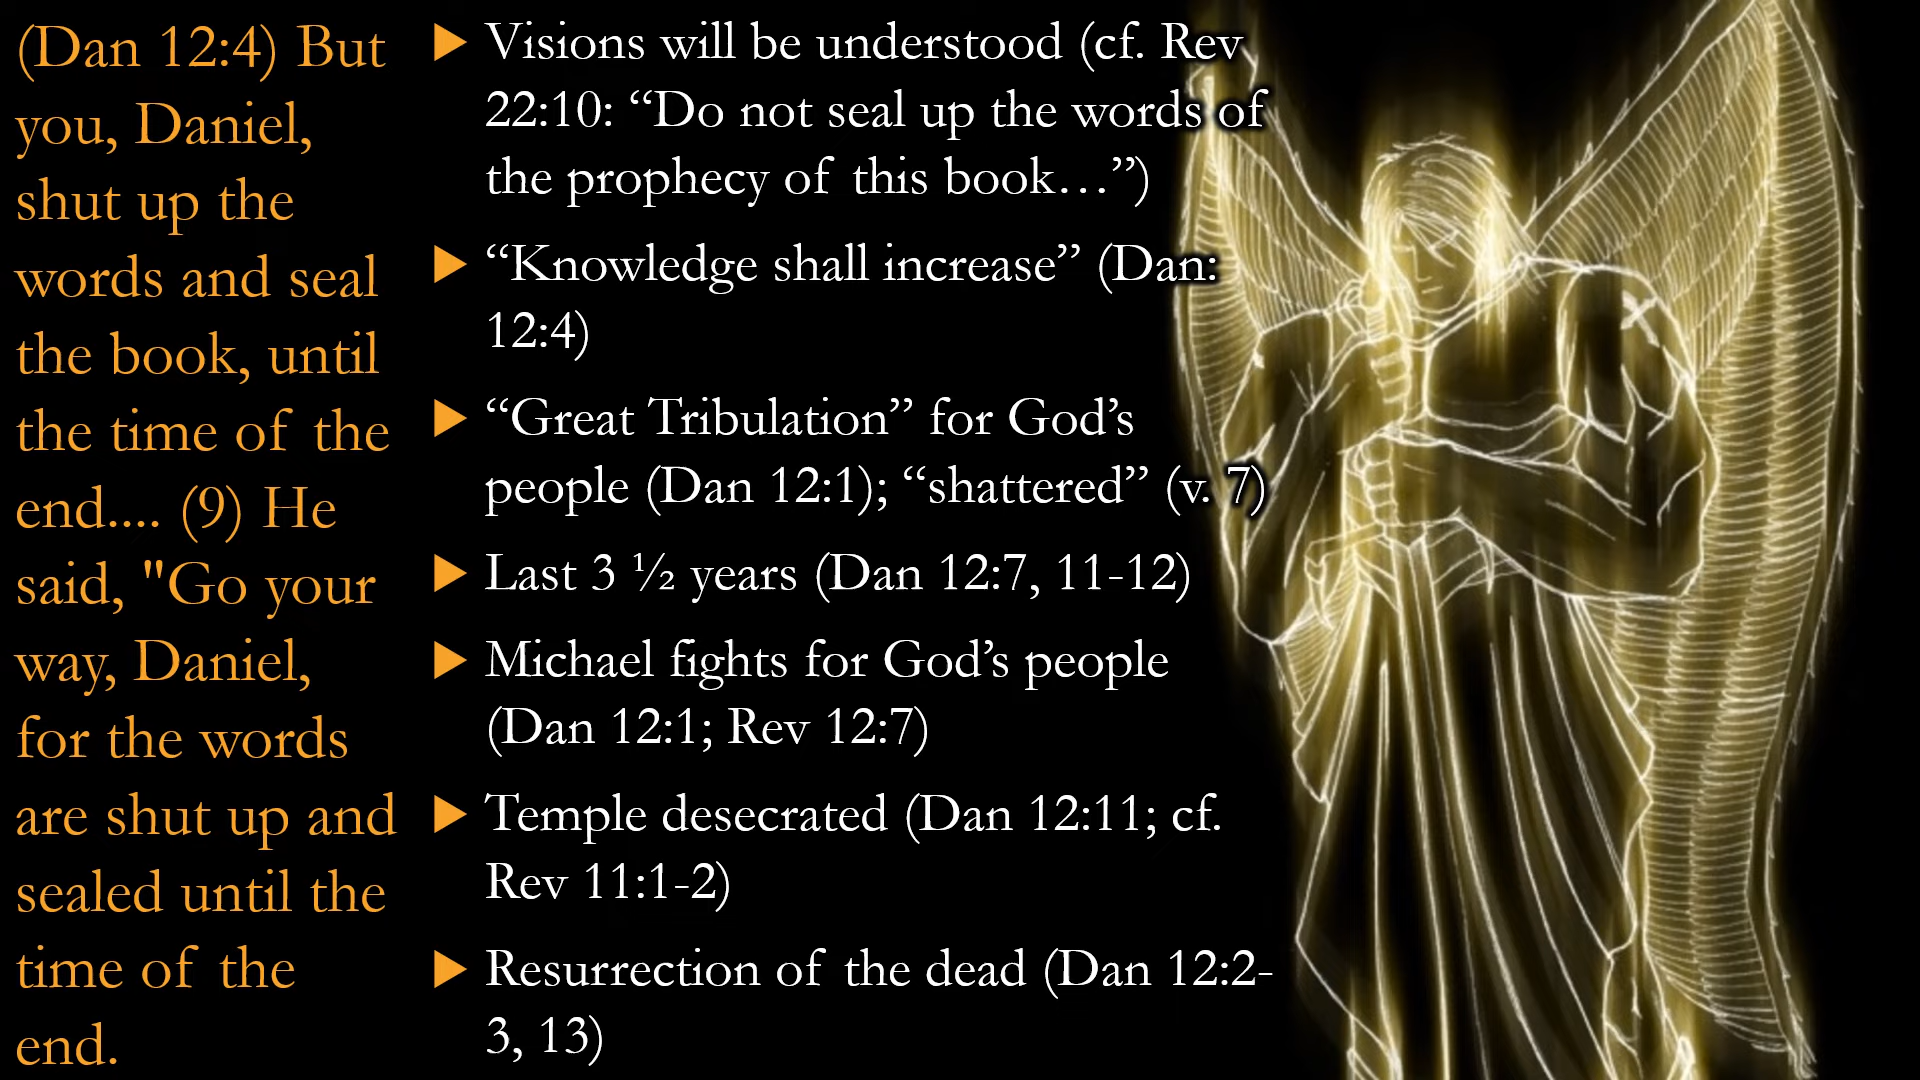 (Dan 12:4) But
you, Daniel,
shut up the
words and seal
the book, until
the time of the
end.... (9) He
said, "Go your
way, Daniel,
for the words
are shut up and
sealed until the
time of the
end.
Visions will be understood (cf. Rev
22:10: “Do not seal up the words of
the prophecy of this book…”)
“Knowledge shall increase” (Dan:
12:4)
“Great Tribulation” for God’s
people (Dan 12:1); “shattered” (v. 7)
Last 3 ½ years (Dan 12:7, 11-12)
Michael fights for God’s people
(Dan 12:1; Rev 12:7)
Temple desecrated (Dan 12:11; cf.
Rev 11:1-2)
Resurrection of the dead (Dan 12:2-
3, 13)